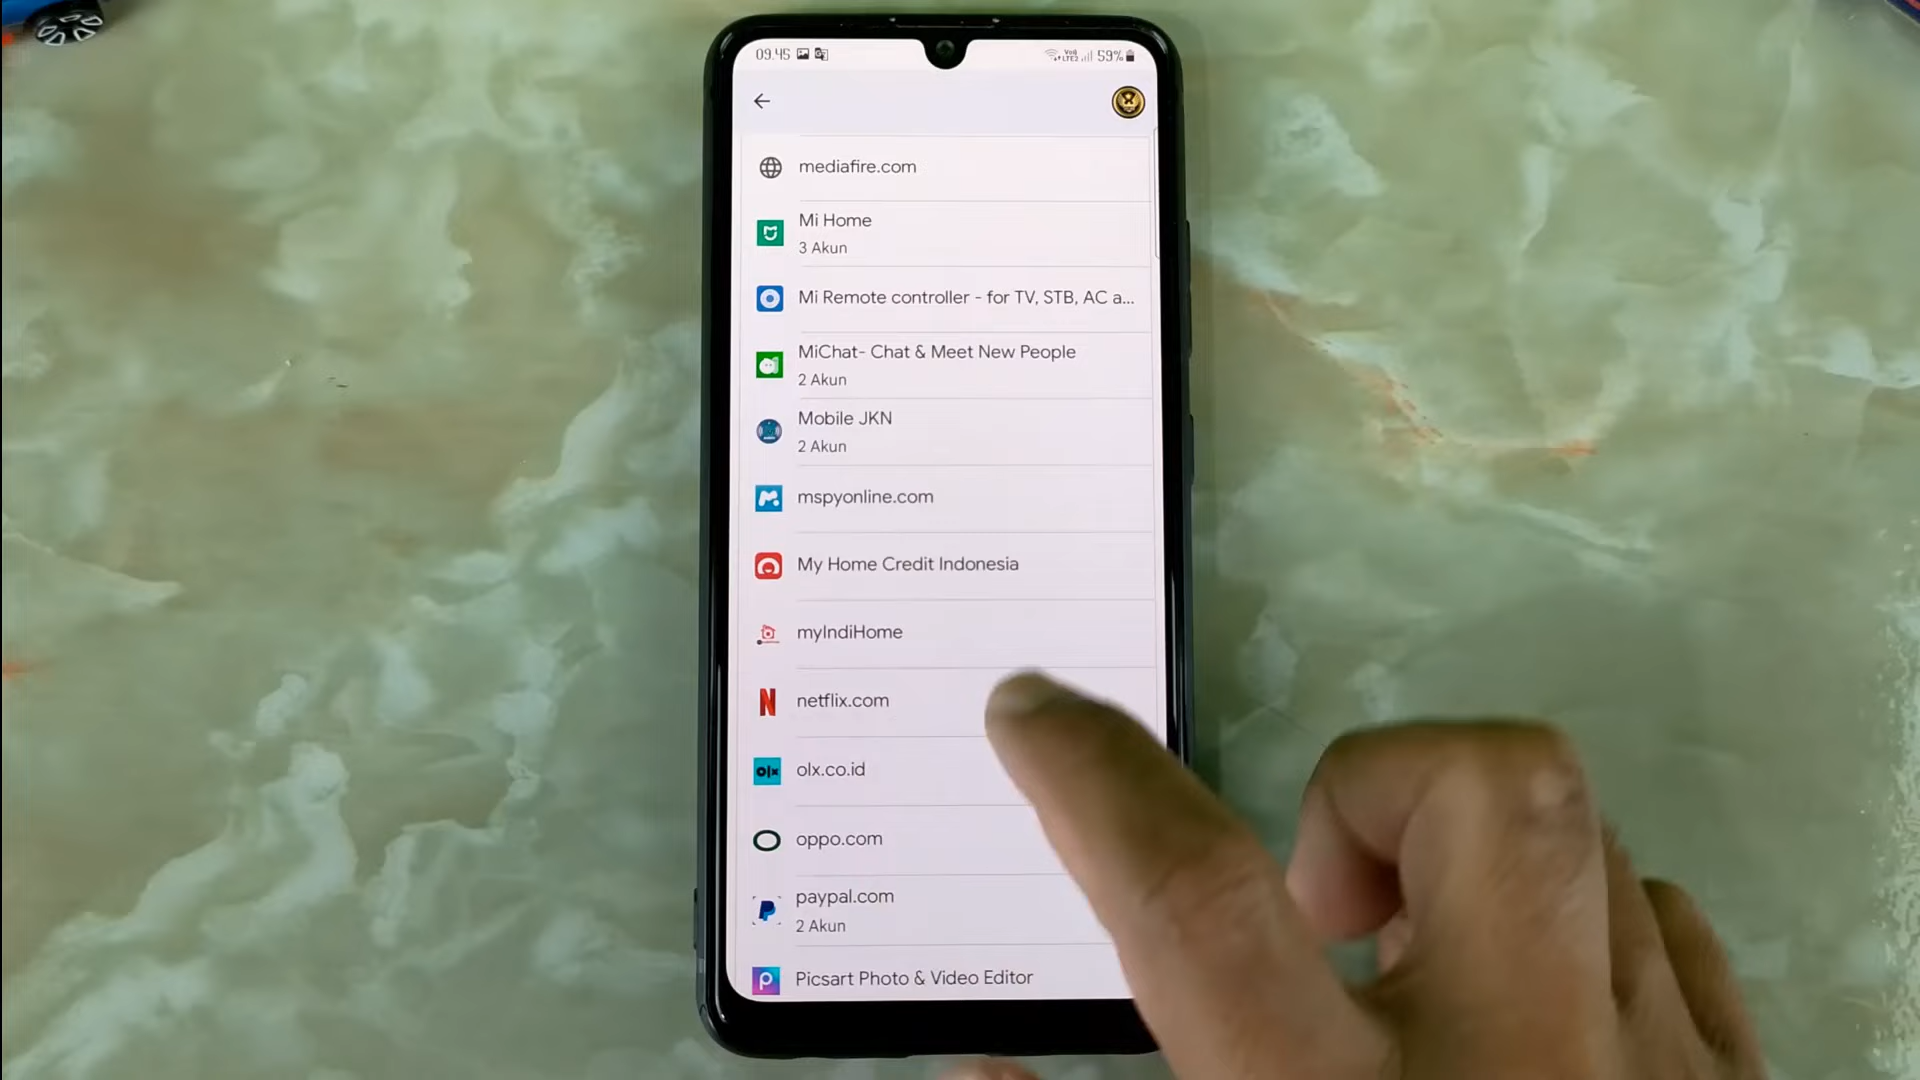 09.45
59%
mediafire.com
Mi Home
3 Akun
Mi Remote controller - for TV, STB, AC a...
MiChat- Chat & Meet New People
2 Akun
Mobile JKN
2 Akun
mspyonline.com
My Home Credit Indonesia
myIndiHome
netflix.com
olx
olx.co.id
oppo.com
paypal.com
2 Akun
Picsart Photo & Video Editor